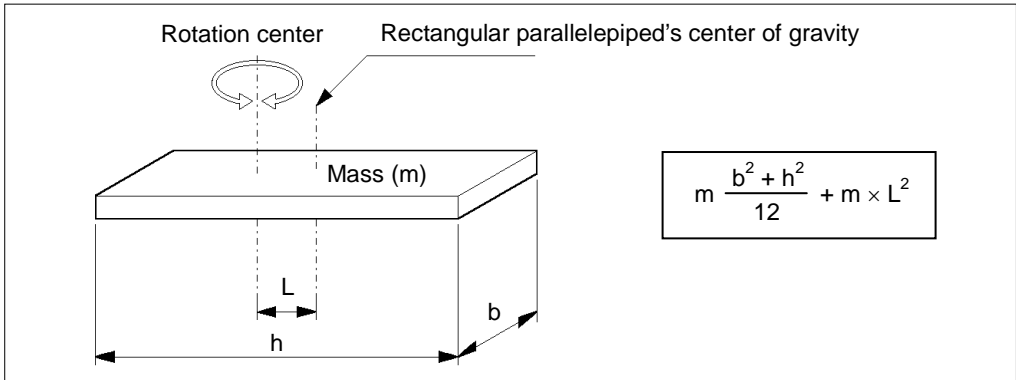 Rotation center
Rectangular parallelepiped's center of gravity
Mass (m)
m (b² + h²)/12 + m × L²
L
b
h